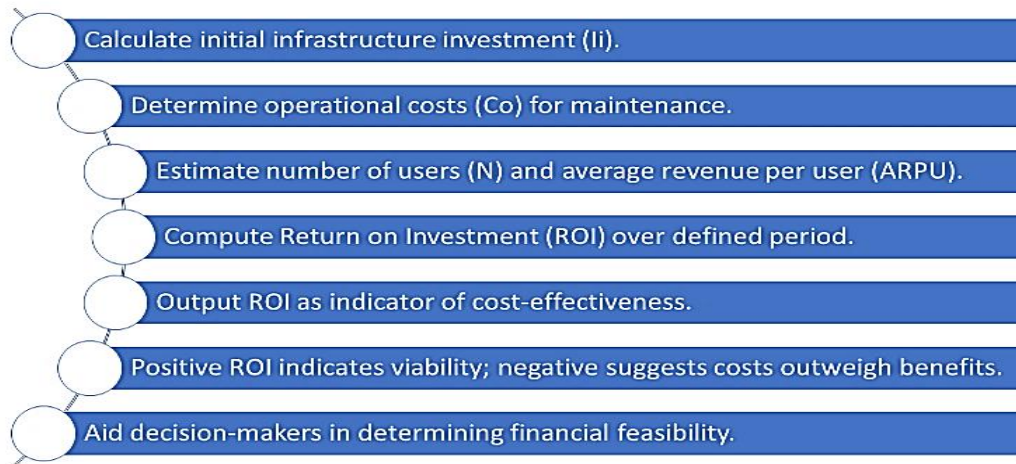 Calculate initial infrastructure investment (Ii).
Determine operational costs (Co) for maintenance.
Estimate number of users (N) and average revenue per user (ARPU).
Compute Return on Investment (ROI) over defined period.
Output ROI as indicator of cost-effectiveness.
Positive ROI indicates viability; negative suggests costs outweigh benefits.
Aid decision-makers in determining financial feasibility.